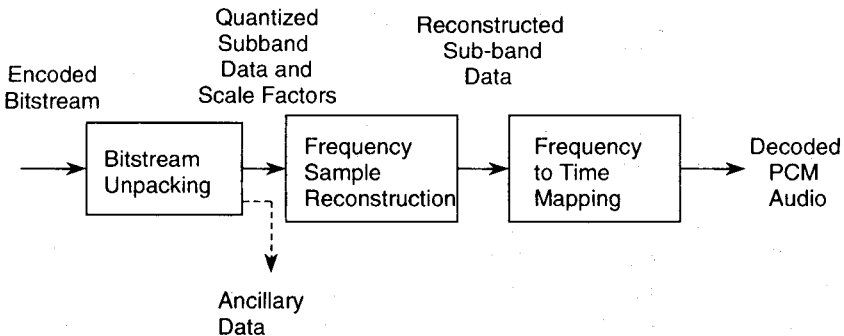 Encoded
Bitstream
Quantized
Subband
Data and
Scale Factors
Reconstructed
Sub-band
Data
Bitstream
Unpacking
Frequency
Sample
Reconstruction
Frequency
to Time
Mapping
Decoded
PCM
Audio
Ancillary
Data